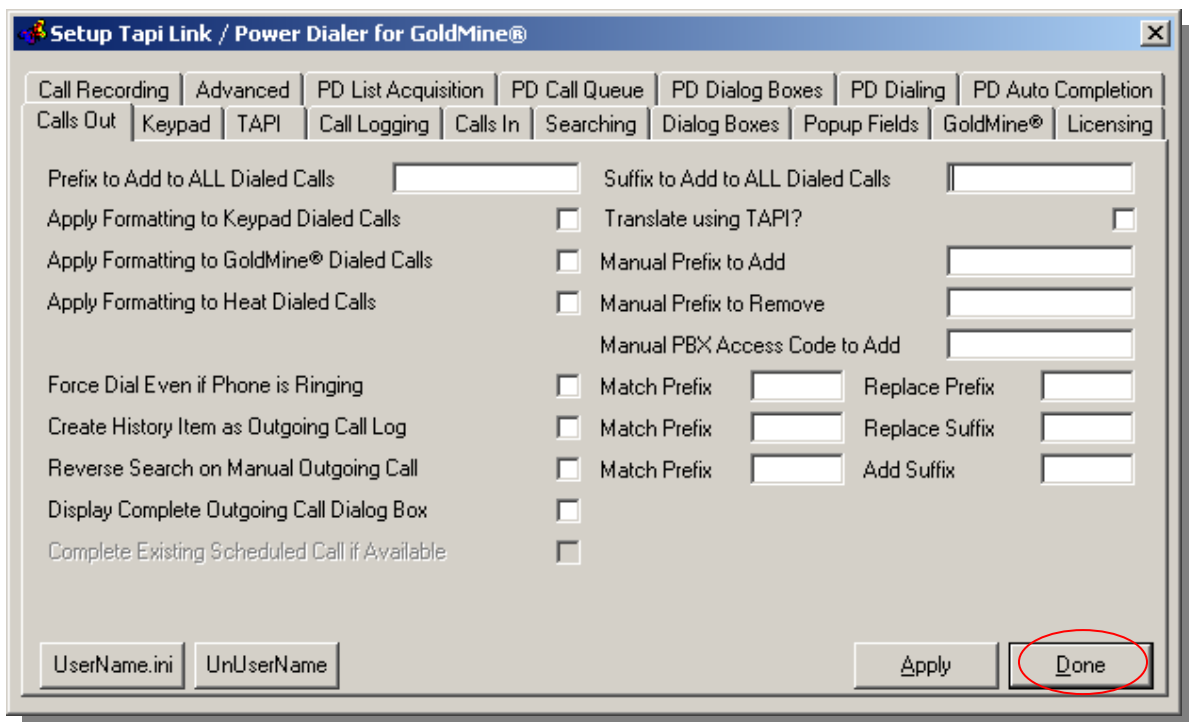 Setup Tapi Link / Power Dialer for GoldMine®
Call Recording Advanced PD List Acquisition PD Call Queue PD Dialog Boxes PD Dialing PD Auto Completion
Calls Out Keypad TAPI Call Logging Calls In Searching Dialog Boxes Popup Fields GoldMine® Licensing
Prefix to Add to ALL Dialed Calls Suffix to Add to ALL Dialed Calls
Apply Formatting to Keypad Dialed Calls Translate using TAPI?
Apply Formatting to GoldMine® Dialed Calls Manual Prefix to Add
Apply Formatting to Heat Dialed Calls Manual Prefix to Remove
Manual PBX Access Code to Add
Force Dial Even if Phone is Ringing Match Prefix Replace Prefix
Create History Item as Outgoing Call Log Match Prefix Replace Suffix
Reverse Search on Manual Outgoing Call Match Prefix Add Suffix
Display Complete Outgoing Call Dialog Box
Complete Existing Scheduled Call if Available
UserName.ini UnUserName Apply Done